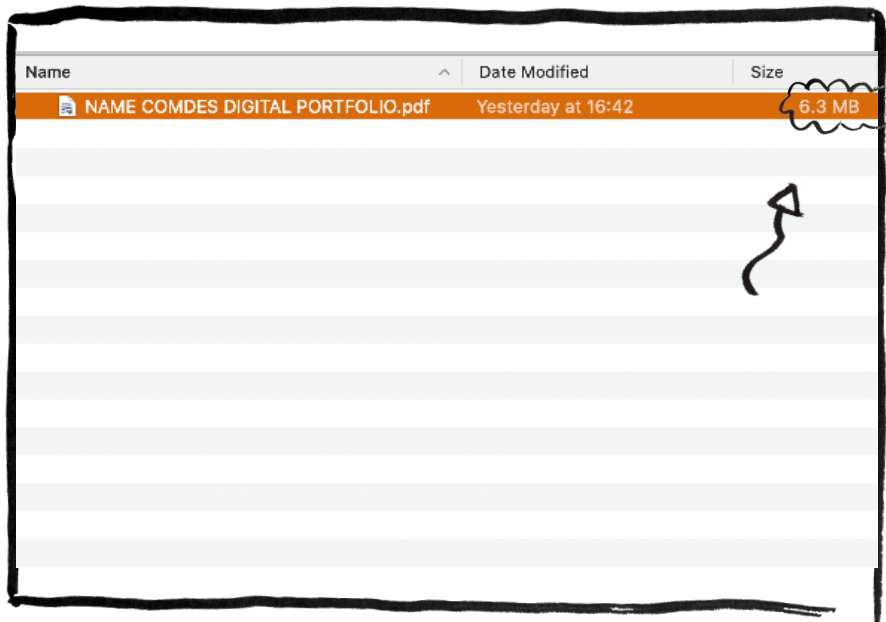 Name Date Modified Size
NAME COMDES DIGITAL PORTFOLIO.pdf Yesterday at 16:42 6.3 MB